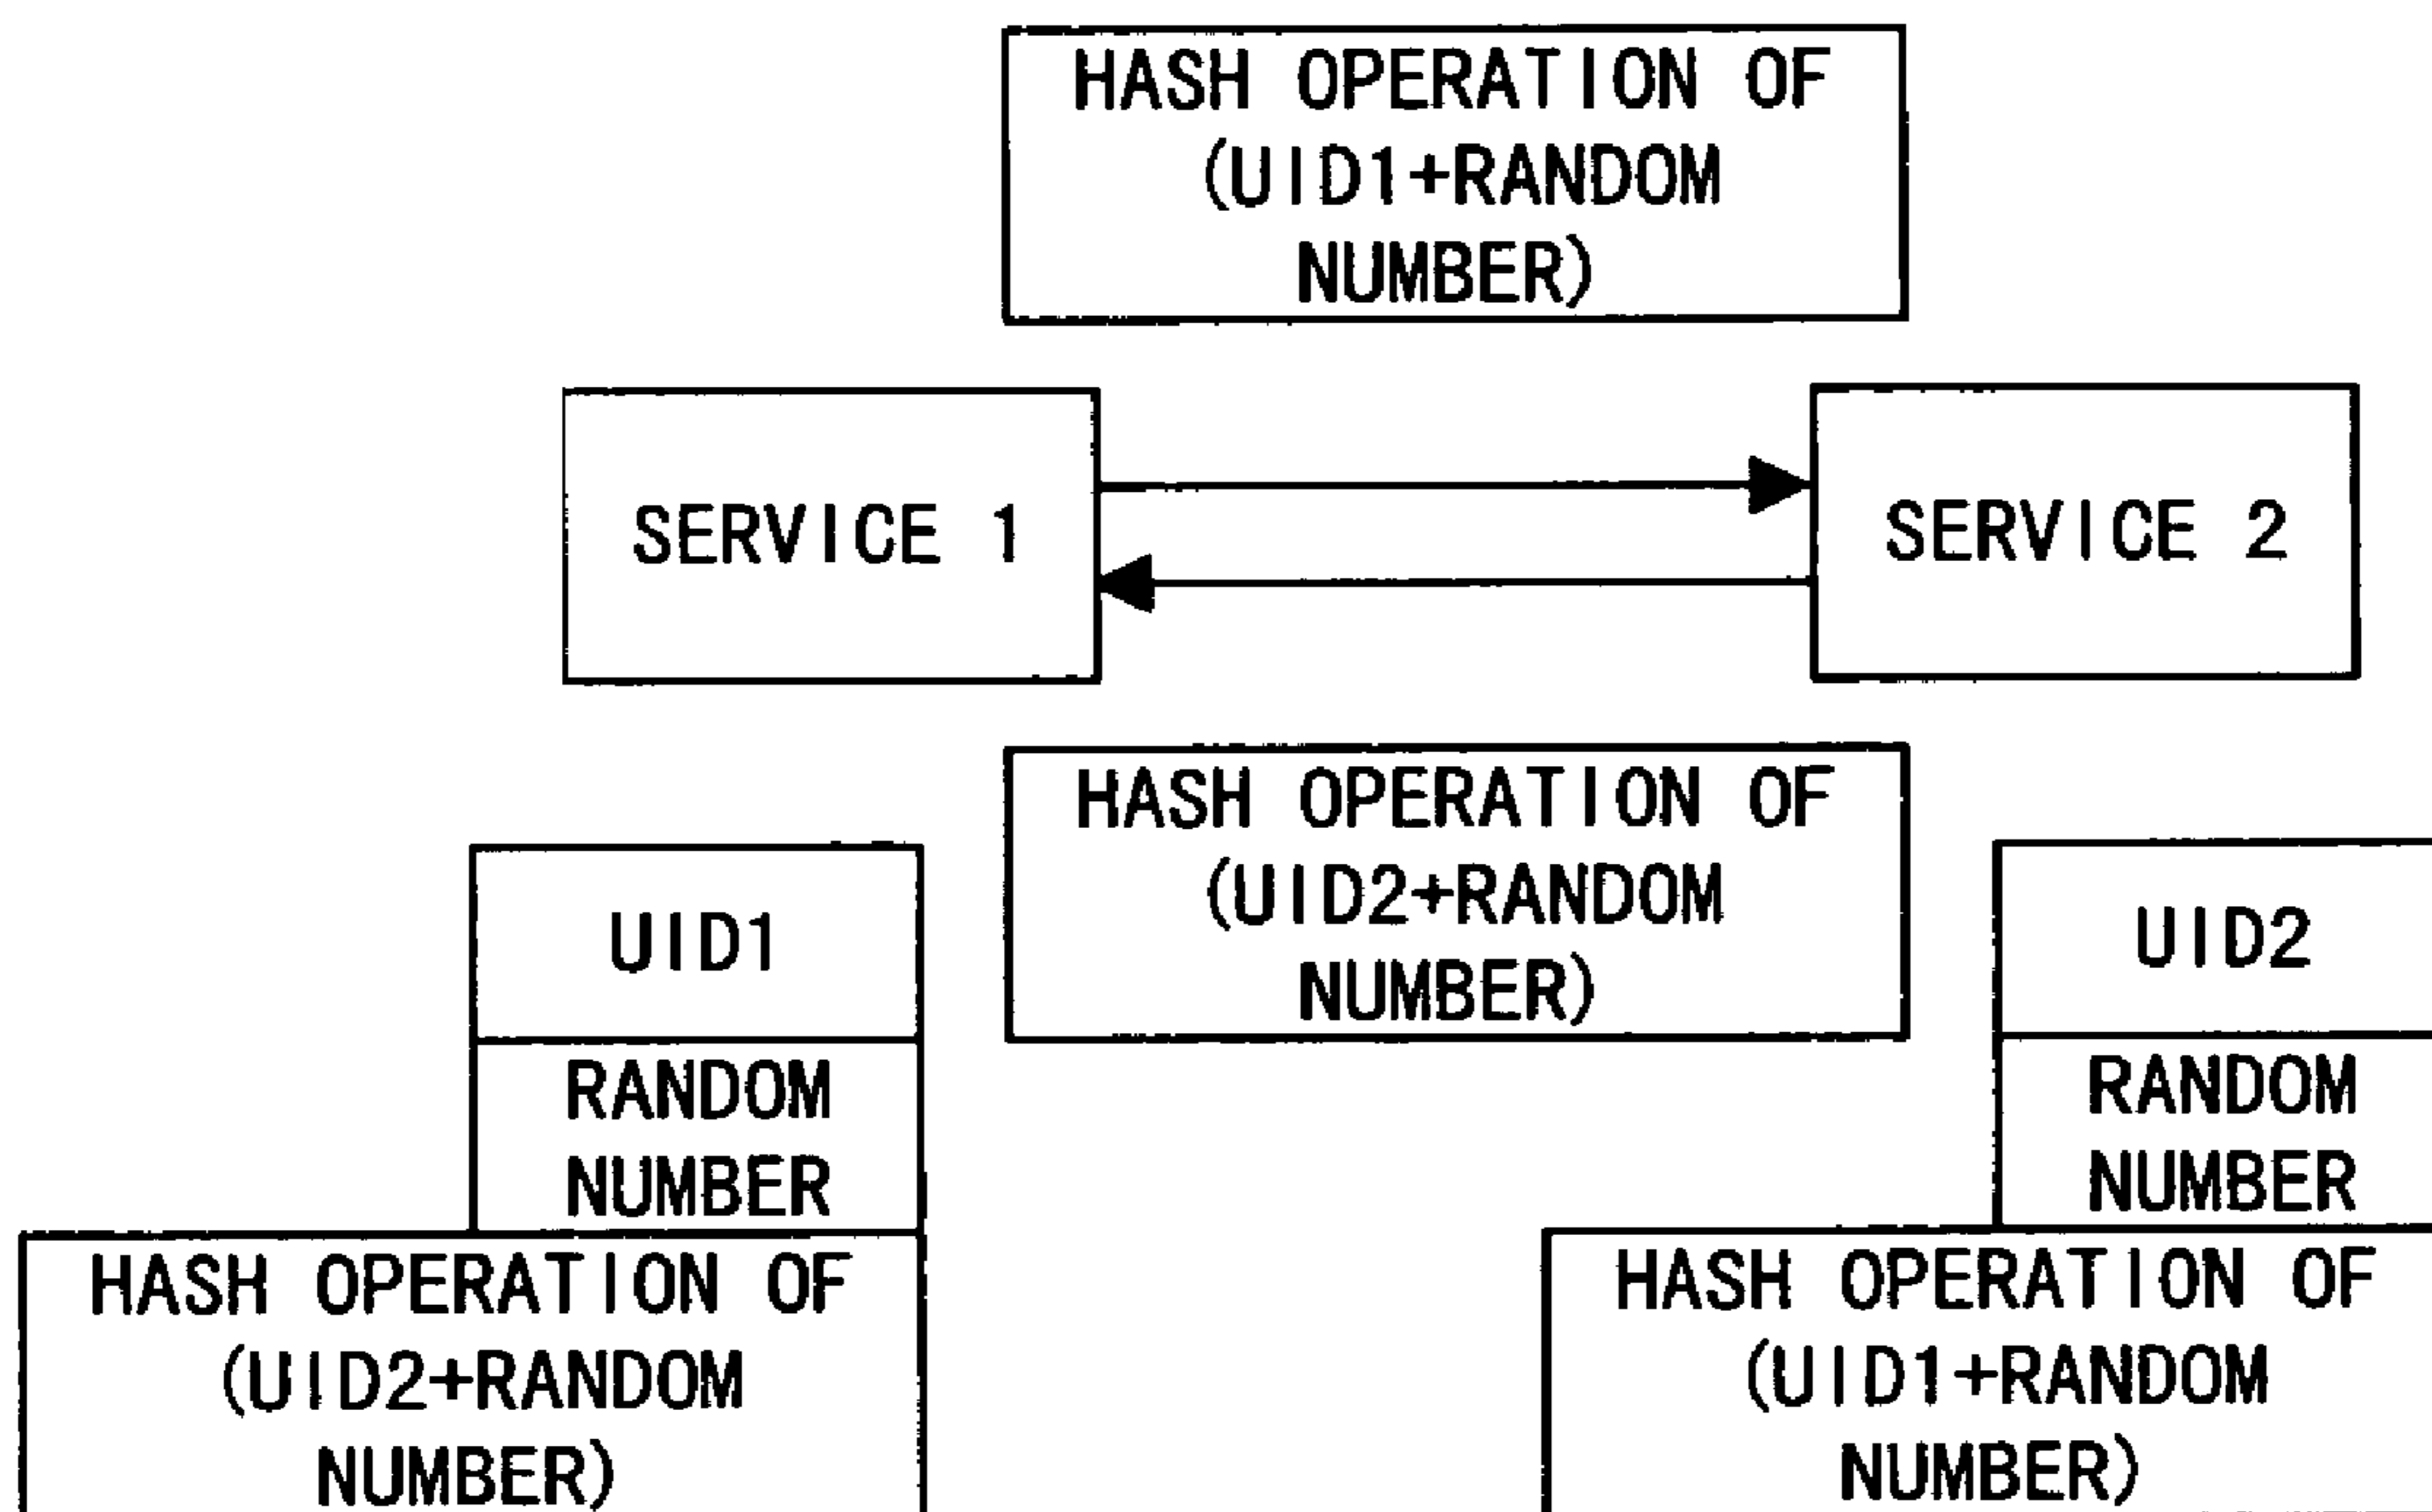 HASH OPERATION OF
(UID1+RANDOM
NUMBER)
SERVICE 1
SERVICE 2
HASH OPERATION OF
(UID2+RANDOM
NUMBER)
UID1
RANDOM
NUMBER
HASH OPERATION OF
(UID2+RANDOM
NUMBER)
UID2
RANDOM
NUMBER
HASH OPERATION OF
(UID1+RANDOM
NUMBER)